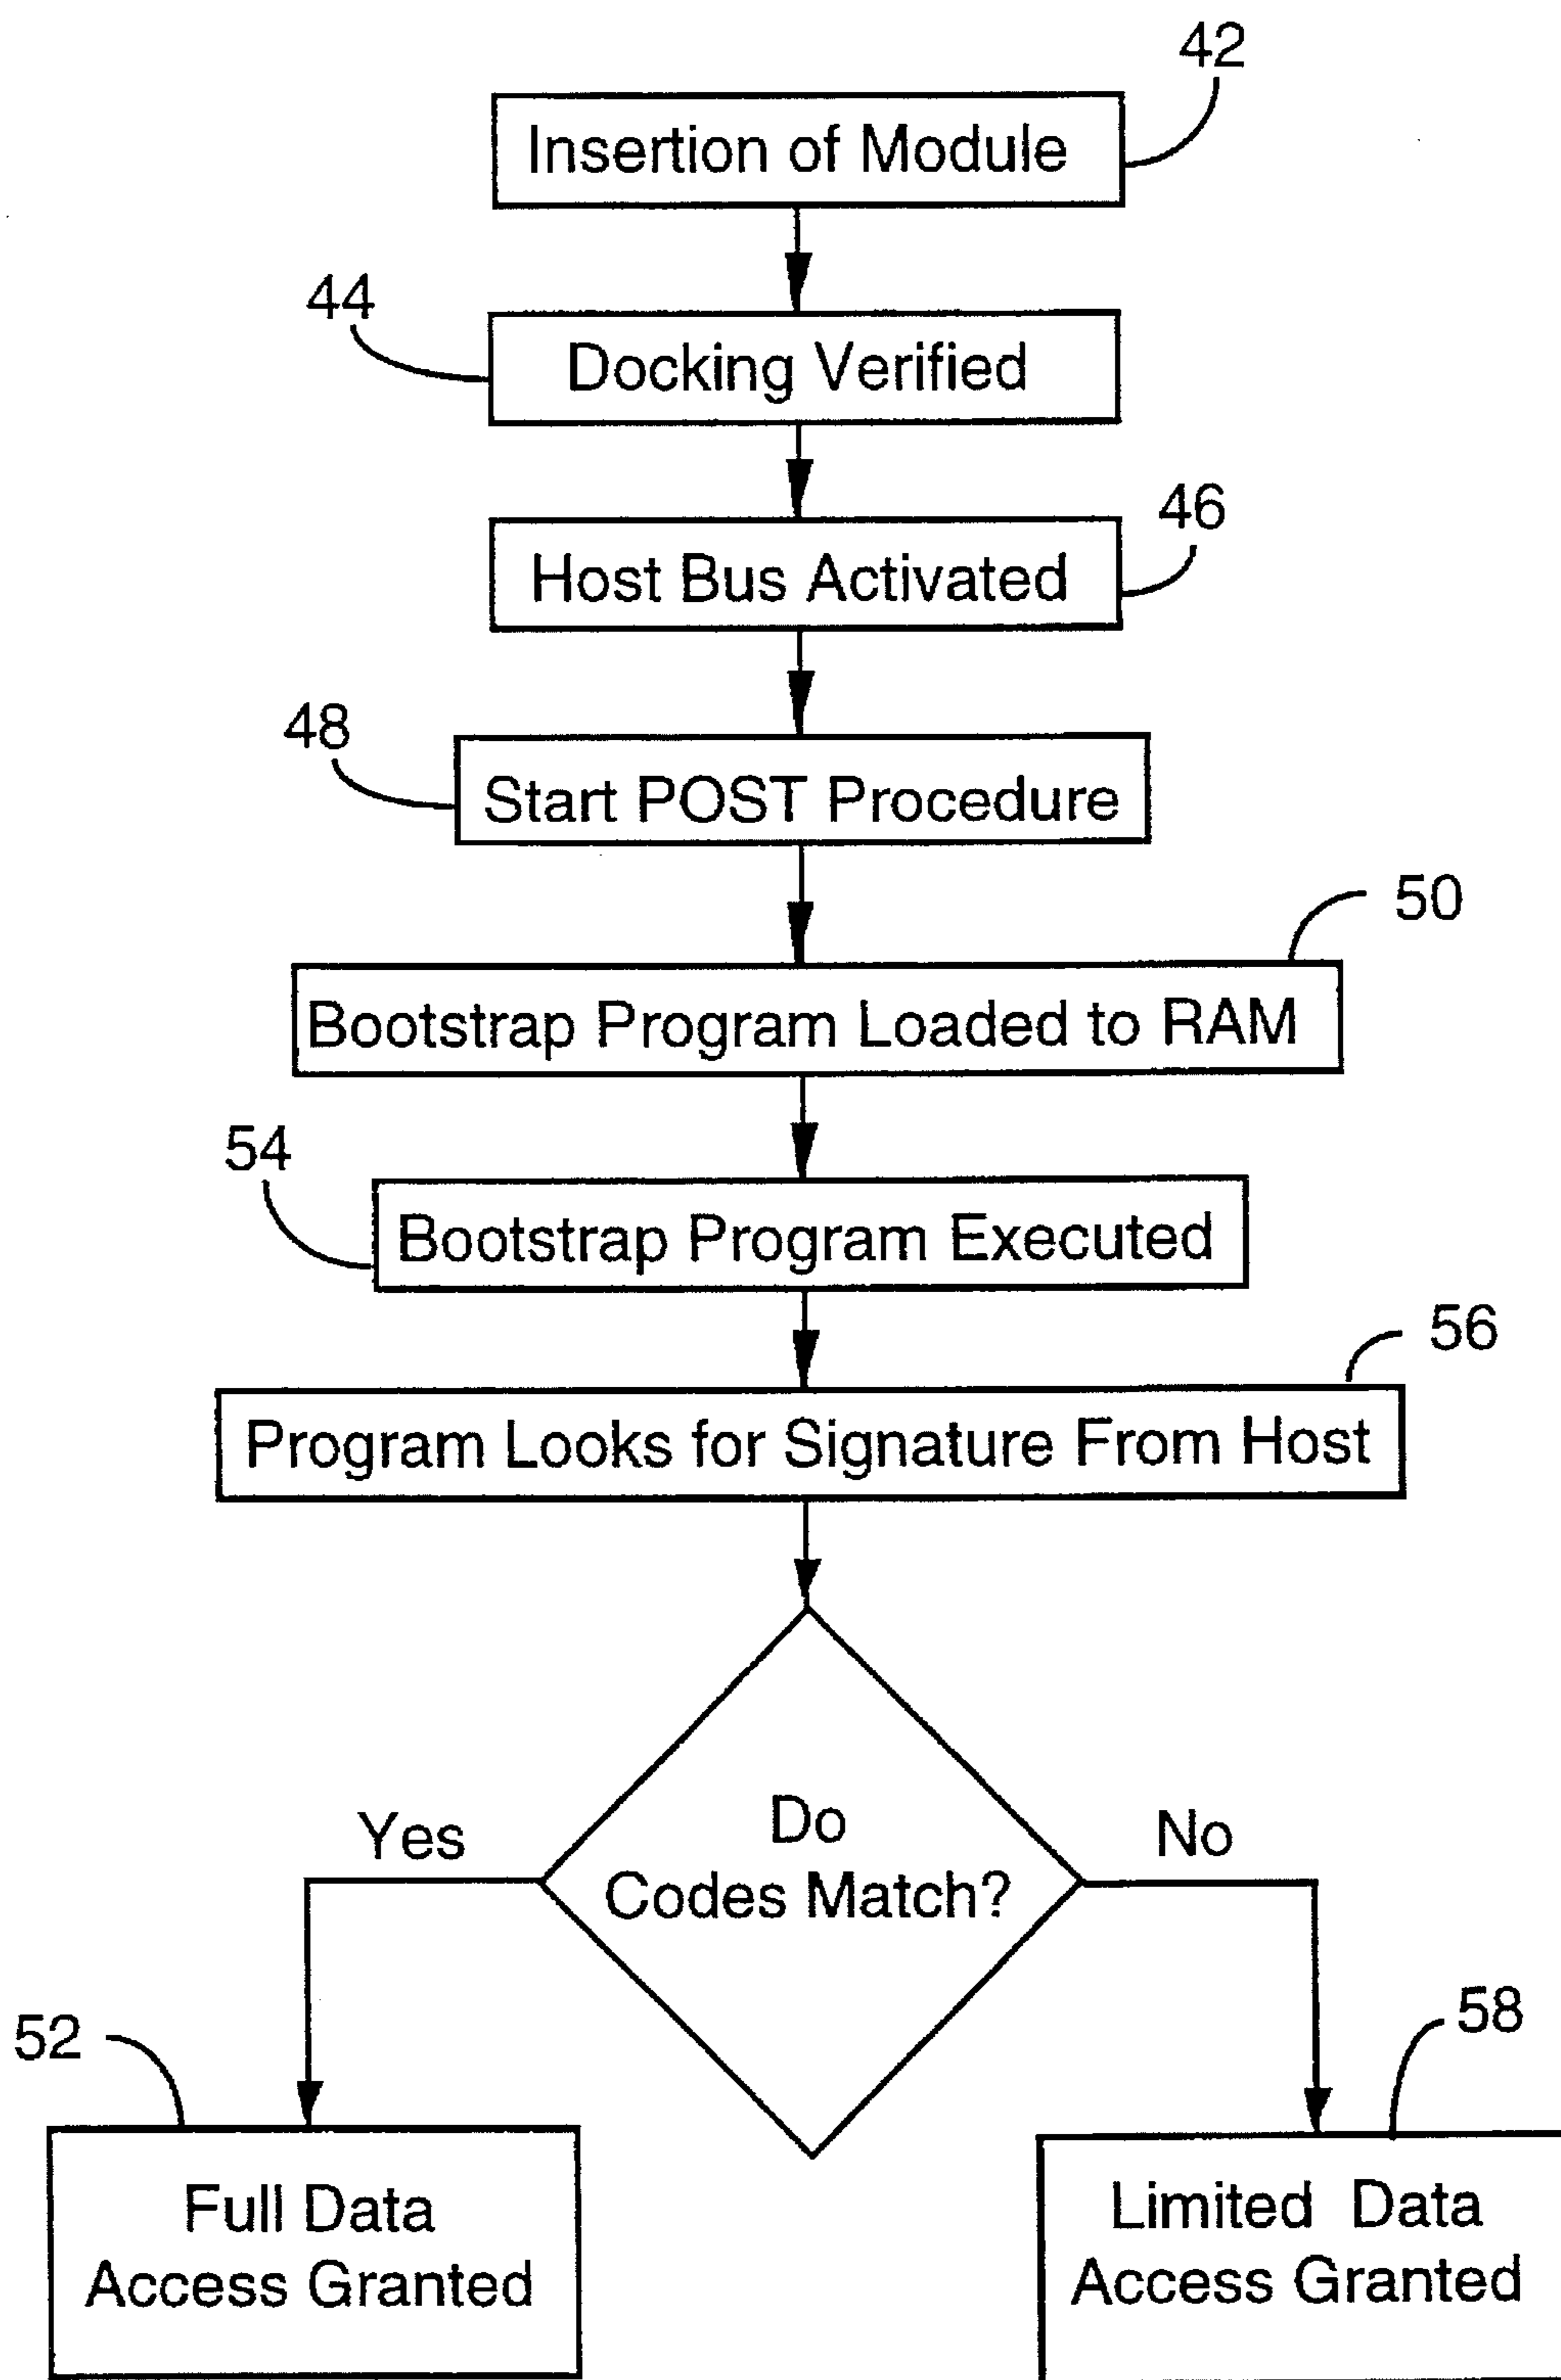 42
Insertion of Module
44
Docking Verified
46
Host Bus Activated
48
Start POST Procedure
50
Bootstrap Program Loaded to RAM
54
Bootstrap Program Executed
56
Program Looks for Signature From Host
Do
Codes Match?
Yes
No
52
58
Full Data
Access Granted
Limited Data
Access Granted